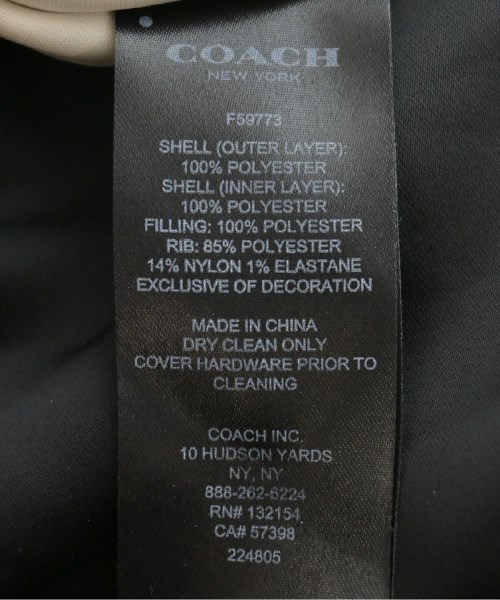 COACH
NEW YORK
F59773
SHELL (OUTER LAYER):
100% POLYESTER
SHELL (INNER LAYER):
100% POLYESTER
FILLING: 100% POLYESTER
RIB: 85% POLYESTER
14% NYLON 1% ELASTANE
EXCLUSIVE OF DECORATION
MADE IN CHINA
DRY CLEAN ONLY
COVER HARDWARE PRIOR TO
CLEANING
COACH INC.
10 HUDSON YARDS
NY, NY
888-262-6224
RN# 132154
CA# 57398
224805